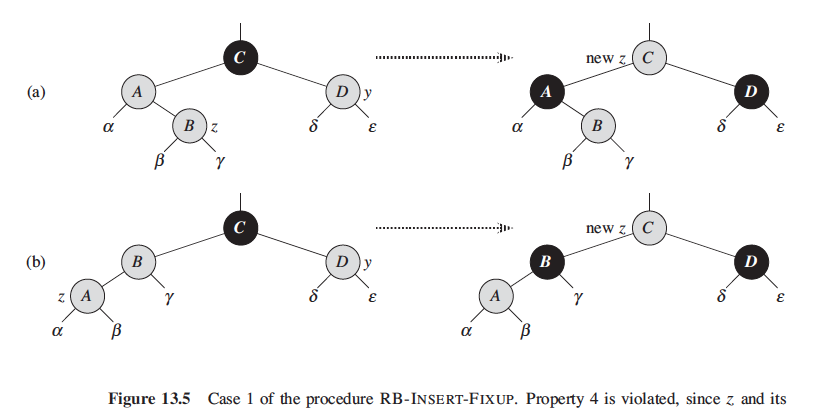 C new z C
(a) A D y A D
α B z δ ε α B δ ε
β γ β γ
C new z C
(b) B D y B D
z A γ δ ε A γ δ ε
α β α β
Figure 13.5 Case 1 of the procedure RB-INSERT-FIXUP. Property 4 is violated, since z and its